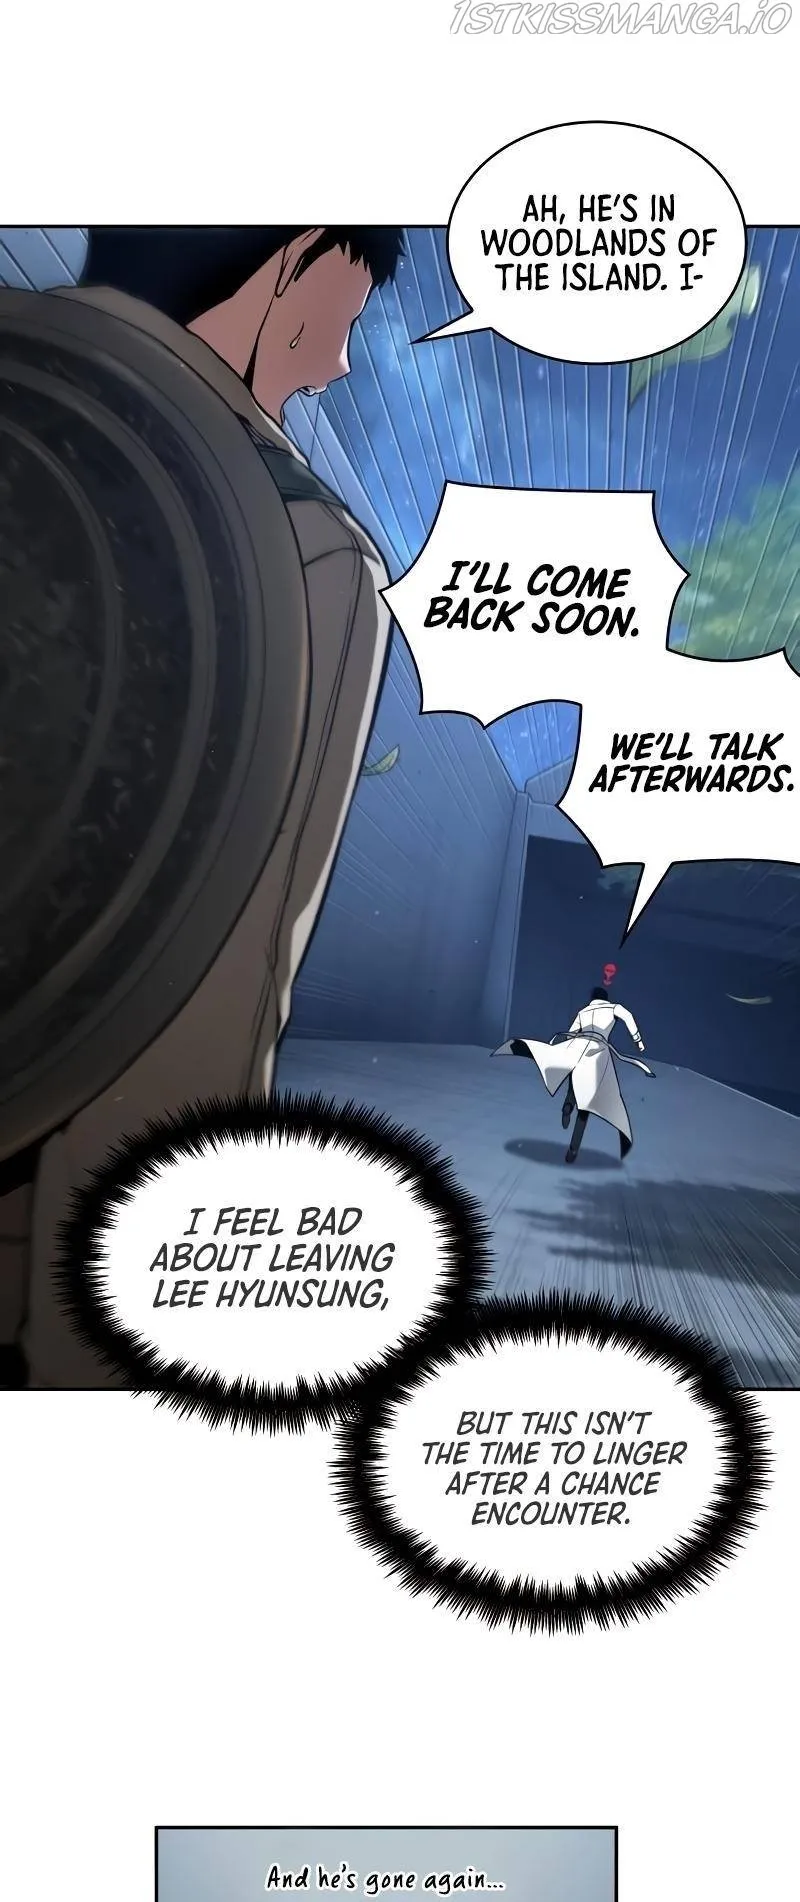 1STKISSMANGA.IO
AH, HE'S IN
WOODLANDS OF
THE ISLAND. I-
I'LL COME
BACK SOON.
WE'LL TALK
AFTERWARDS.
I FEEL BAD
ABOUT LEAVING
LEE HYUNSUNG,
BUT THIS ISN'T
THE TIME TO LINGER
AFTER A CHANCE
ENCOUNTER.
And he's gone again...